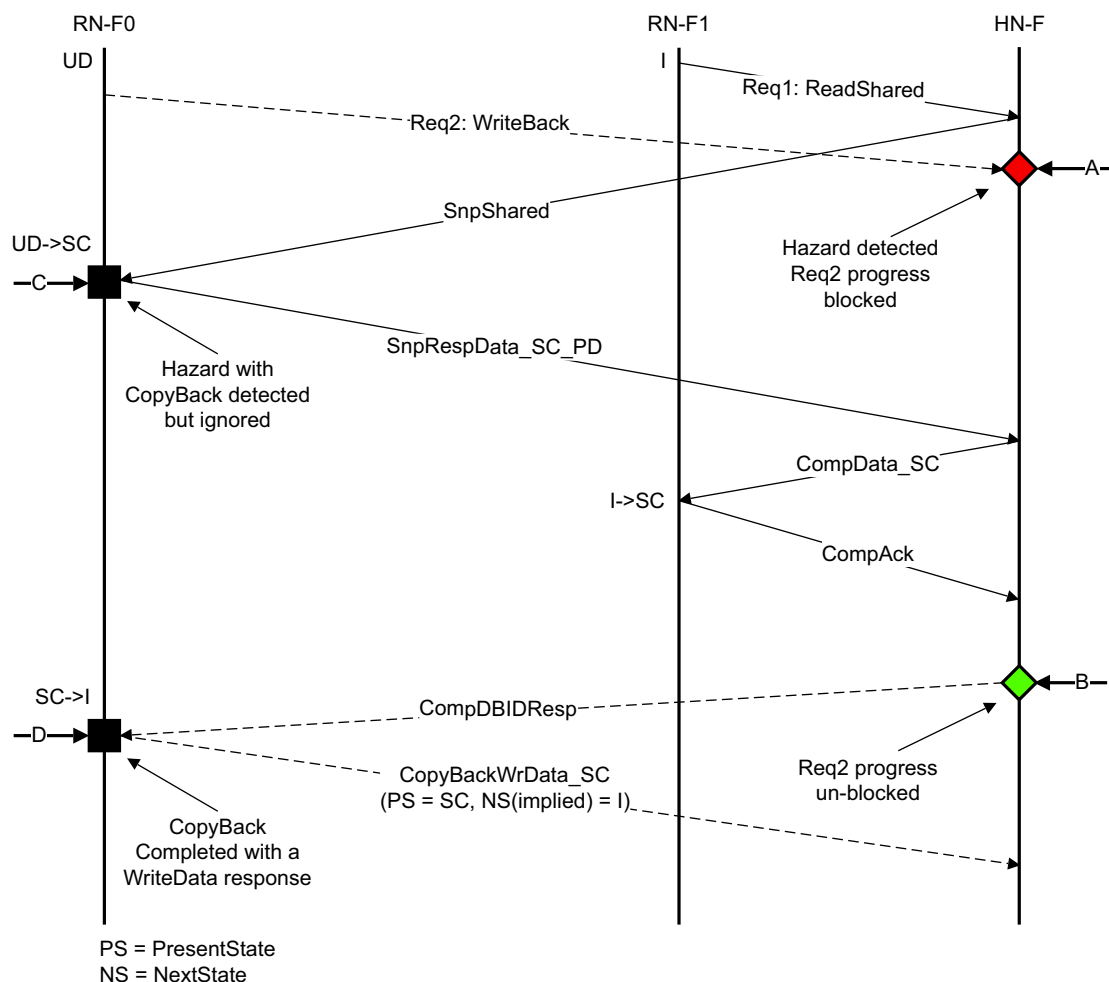 RN-F0
RN-F1
HN-F
UD
I
Req1: ReadShared
Req2: WriteBack
A
SnpShared
UD->SC
C
Hazard detected
Req2 progress
blocked
SnpRespData_SC_PD
Hazard with
CopyBack detected
but ignored
CompData_SC
I->SC
CompAck
SC->I
B
CompDBIDResp
D
CopyBackWrData_SC
(PS = SC, NS(implied) = I)
Req2 progress
un-blocked
CopyBack
Completed with a
WriteData response
PS = PresentState
NS = NextState